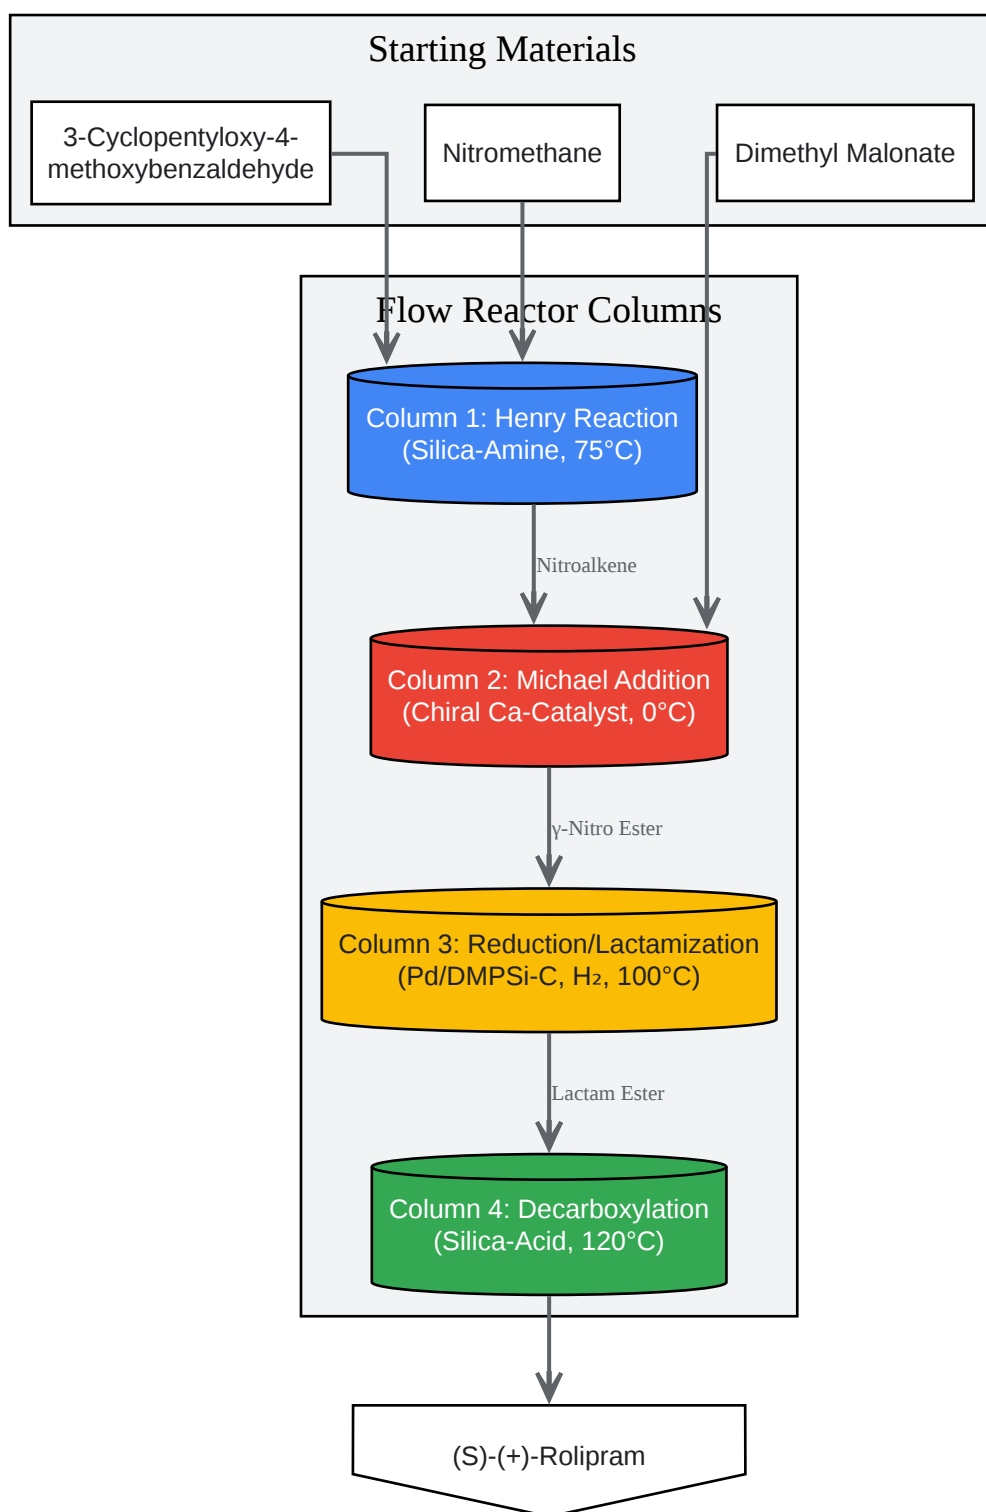 Starting Materials
3-Cyclopentyloxy-4-
methoxybenzaldehyde
Nitromethane
Dimethyl Malonate
Flow Reactor Columns
Column 1: Henry Reaction
(Silica-Amine, 75°C)
Nitroalkene
Column 2: Michael Addition
(Chiral Ca-Catalyst, 0°C)
γ-Nitro Ester
Column 3: Reduction/Lactamization
(Pd/DMPSi-C, H₂, 100°C)
Lactam Ester
Column 4: Decarboxylation
(Silica-Acid, 120°C)
(S)-(+)-Rolipram